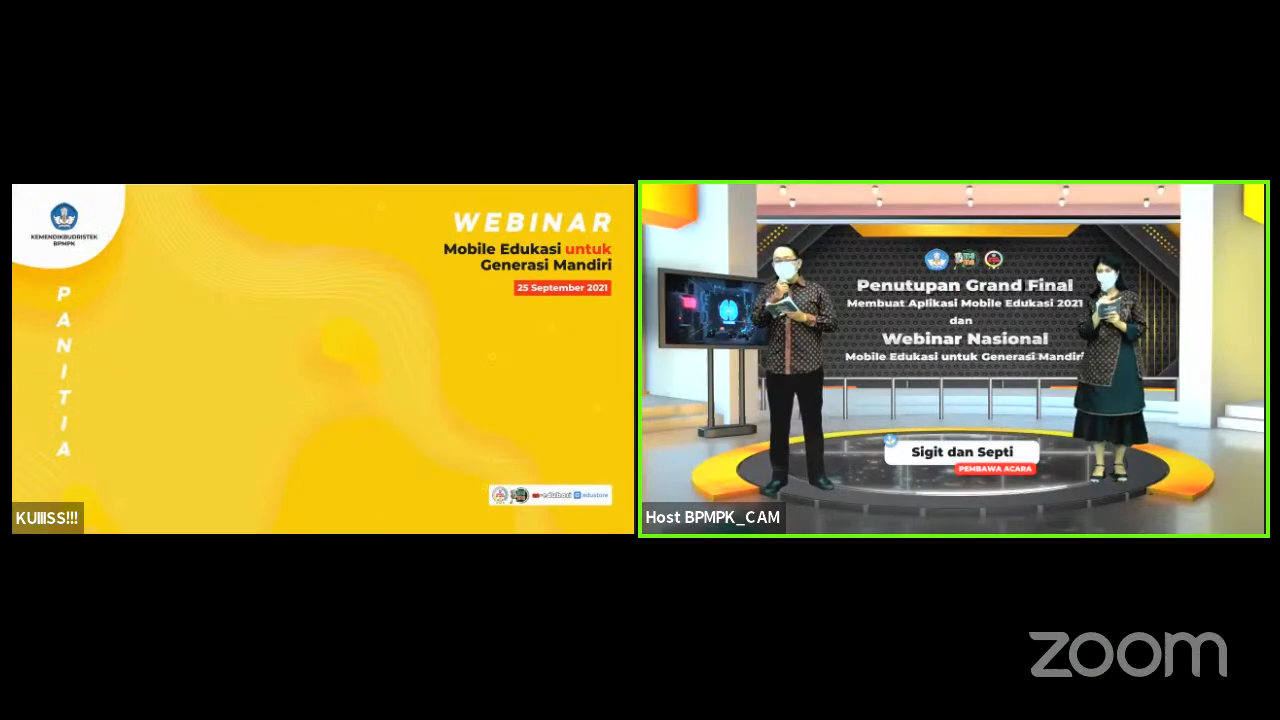 KEMENDIKBUDRISTEK
BPMPK
PANITIA
WEBINAR
Mobile Edukasi untuk
Generasi Mandiri
25 September 2021
edustore
KUIIISS!!!
Penutupan Grand Final
Membuat Aplikasi Mobile Edukasi 2021
dan
Webinar Nasional
Mobile Edukasi untuk Generasi Mandiri
Sigit dan Septi
PEMBAWA ACARA
Host BPMPK_CAM
zoom